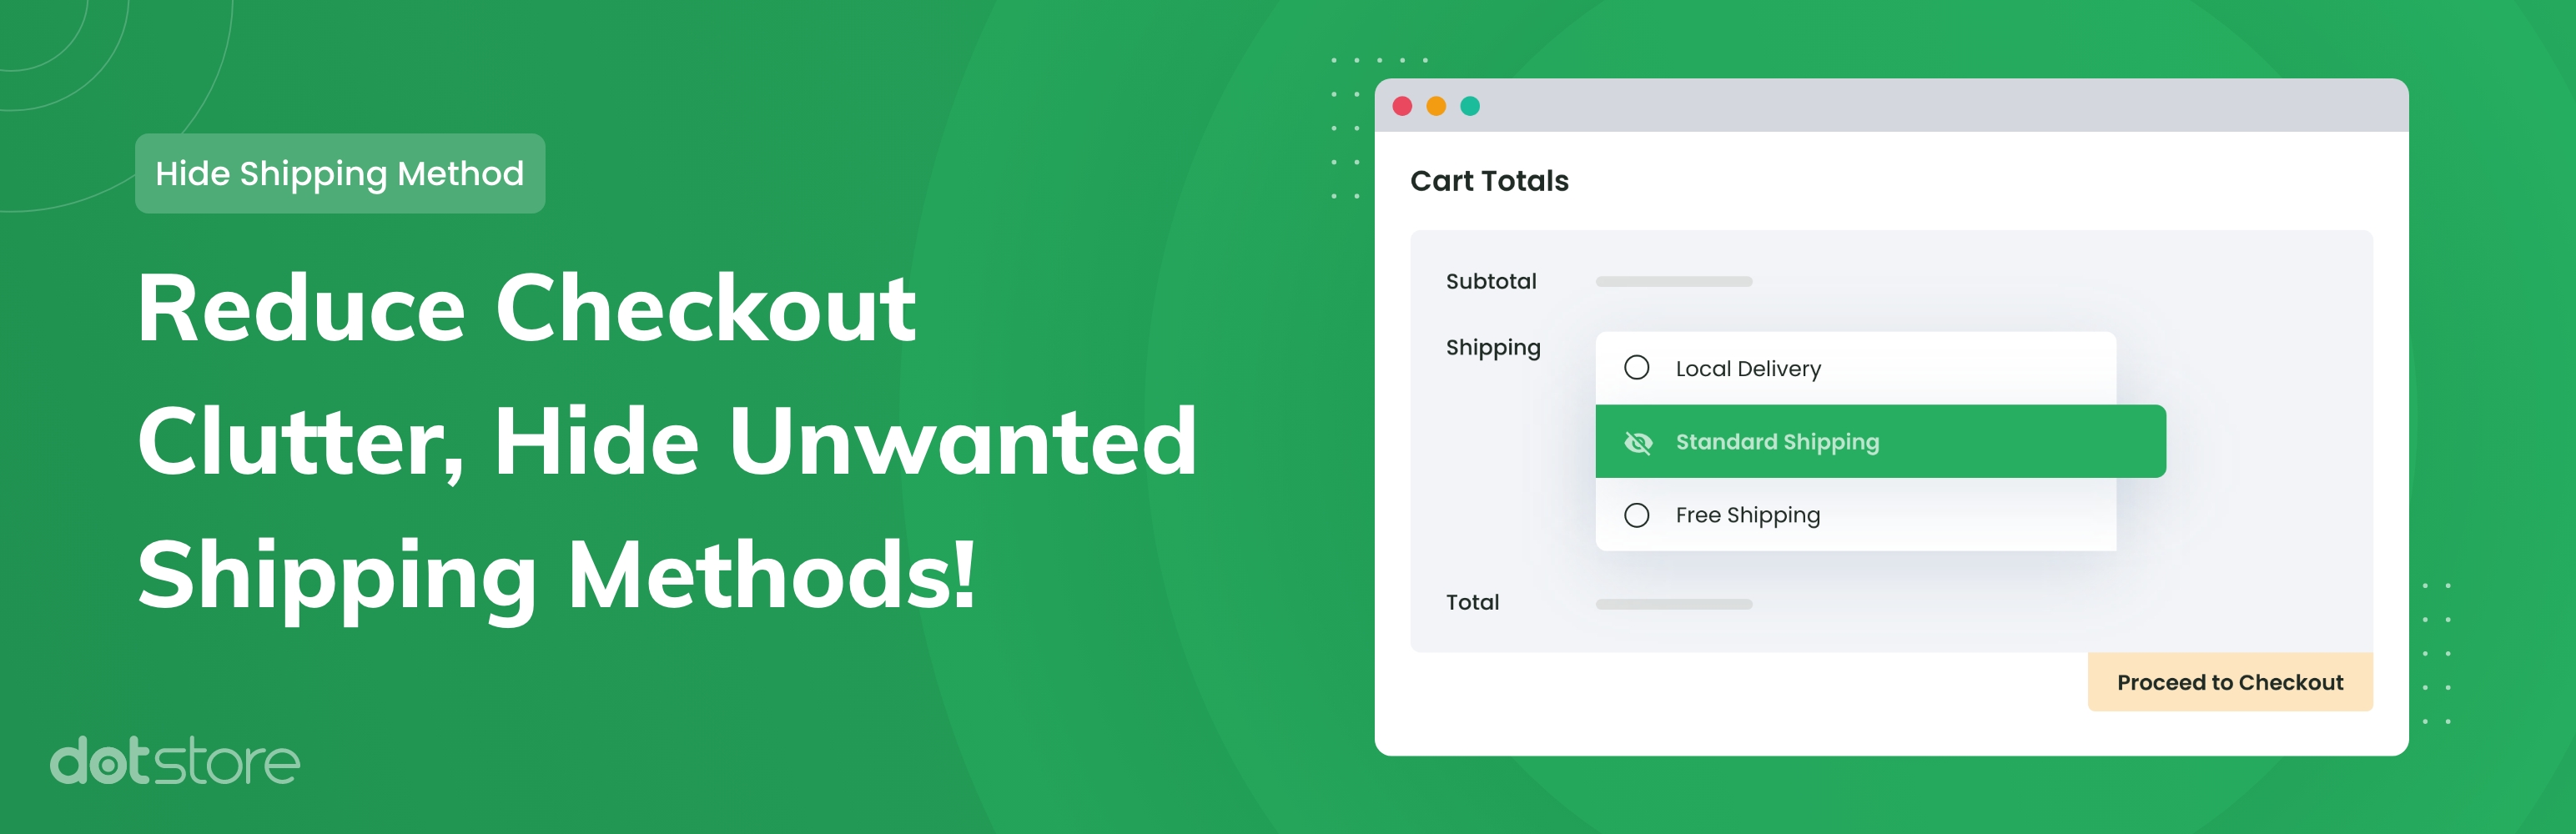 Hide Shipping Method
Reduce Checkout
Clutter, Hide Unwanted
Shipping Methods!
dotstore
Cart Totals
Subtotal
Shipping
Local Delivery
Standard Shipping
Free Shipping
Total
Proceed to Checkout